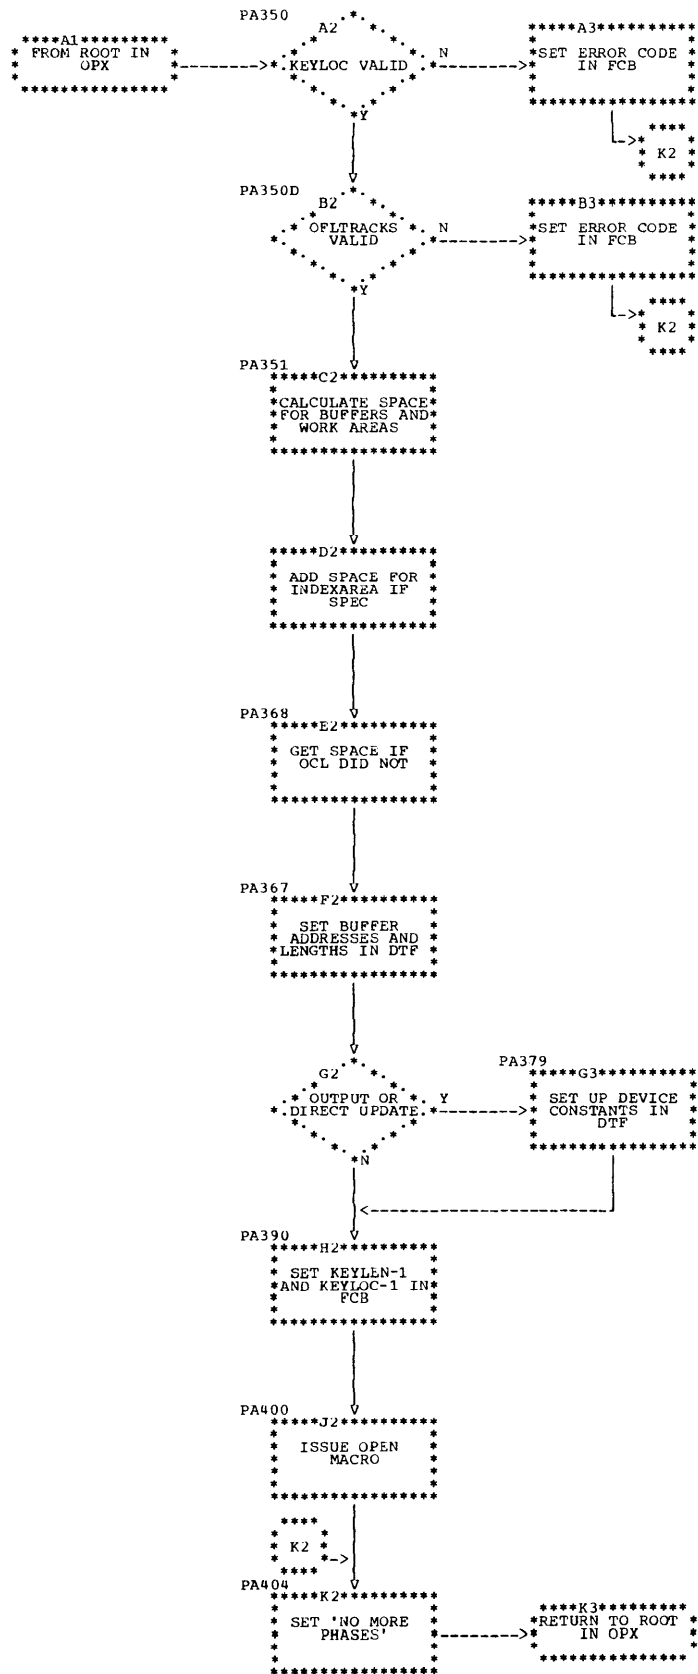 PA350
A1
FROM ROOT IN
OPX
A2
KEYLOC VALID
N
Y
A3
SET ERROR CODE
IN FCB
K2
PA350D
B2
OFLTRACKS
VALID
N
Y
B3
SET ERROR CODE
IN FCB
K2
PA351
C2
CALCULATE SPACE
FOR BUFFERS AND
WORK AREAS
D2
ADD SPACE FOR
INDEXAREA IF
SPEC
PA368
E2
GET SPACE IF
OCL DID NOT
PA367
F2
SET BUFFER
ADDRESSES AND
LENGTHS IN DTF
G2
OUTPUT OR
DIRECT UPDATE
Y
N
PA379
G3
SET UP DEVICE
CONSTANTS IN
DTF
PA390
H2
SET KEYLEN-1
AND KEYLOC-1 IN
FCB
PA400
J2
ISSUE OPEN
MACRO
K2
PA404
K2
SET 'NO MORE
PHASES'
K3
RETURN TO ROOT
IN OPX